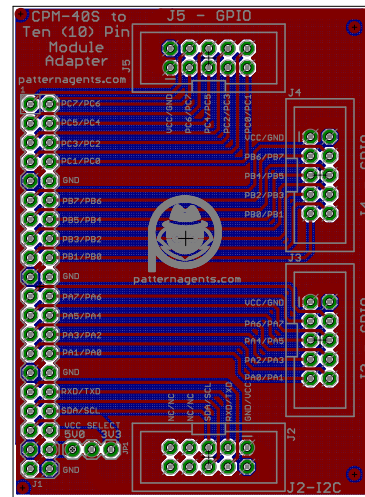 CPM-40S to
Ten (10) Pin
Module
Adapter
patternagents.com
J5 - GPIO
J5
VCC/GND
PC6/PC7
PC4/PC5
PC2/PC3
PC0/PC1
1
PC7/PC6
PC5/PC4
PC3/PC2
PC1/PC0
GND
PB7/PB6
PB5/PB4
PB3/PB2
PB1/PB0
GND
PA7/PA6
PA5/PA4
PA3/PA2
PA1/PA0
GND
RXD/TXD
SDA/SCL
VCC SELECT
5V0 3V3
JP1
GND
J1
J4
VCC/GND
PB6/PB7
PB4/PB5
PB2/PB3
PB0/PB1
GPIO
J4
patternagents.com
J3
VCC/GND
PA6/PA7
PA4/PA5
PA2/PA3
PA0/PA1
GPIO
NC/NC
NC/NC
SDA/SCL
RXD/TXD
GND/VCC
J2
J2-I2C